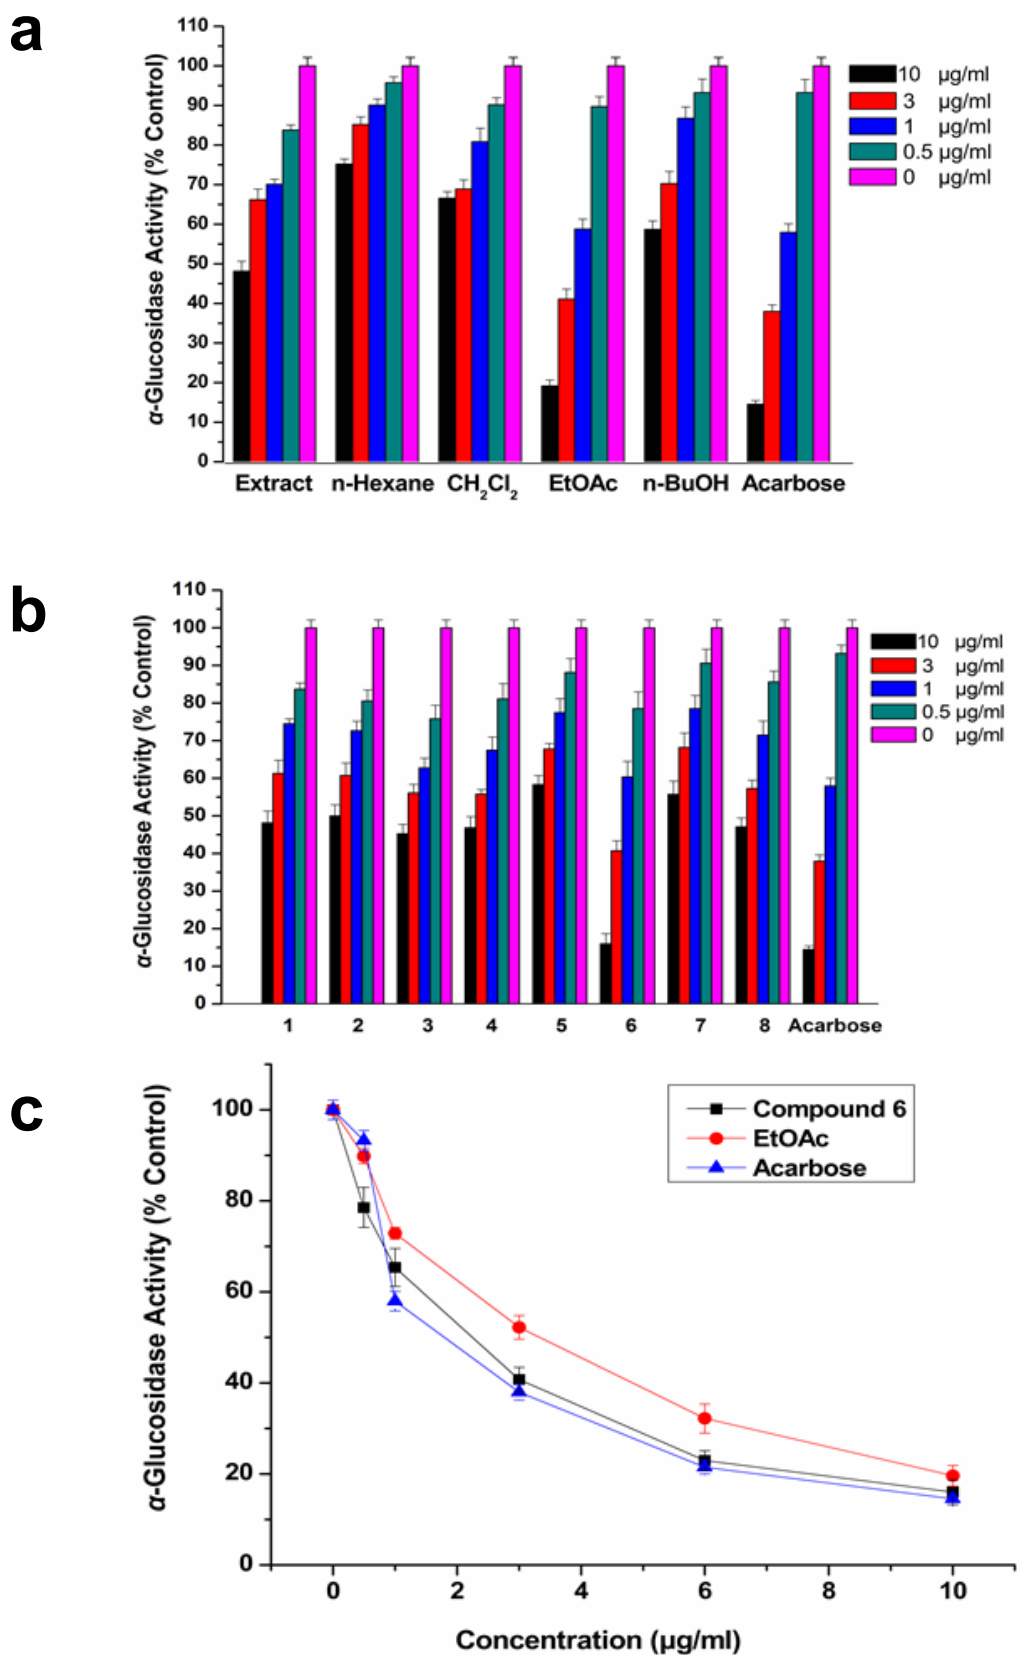 a
α-Glucosidase Activity (% Control)
110
100
90
80
70
60
50
40
30
20
10
0
10 µg/ml
3 µg/ml
1 µg/ml
0.5 µg/ml
0 µg/ml
Extract n-Hexane CH2Cl2 EtOAc n-BuOH Acarbose
b
α-Glucosidase Activity (% Control)
110
100
90
80
70
60
50
40
30
20
10
0
10 µg/ml
3 µg/ml
1 µg/ml
0.5 µg/ml
0 µg/ml
1 2 3 4 5 6 7 8 Acarbose
c
α-Glucosidase Activity (% Control)
100
80
60
40
20
0
Compound 6
EtOAc
Acarbose
0 2 4 6 8 10
Concentration (µg/ml)